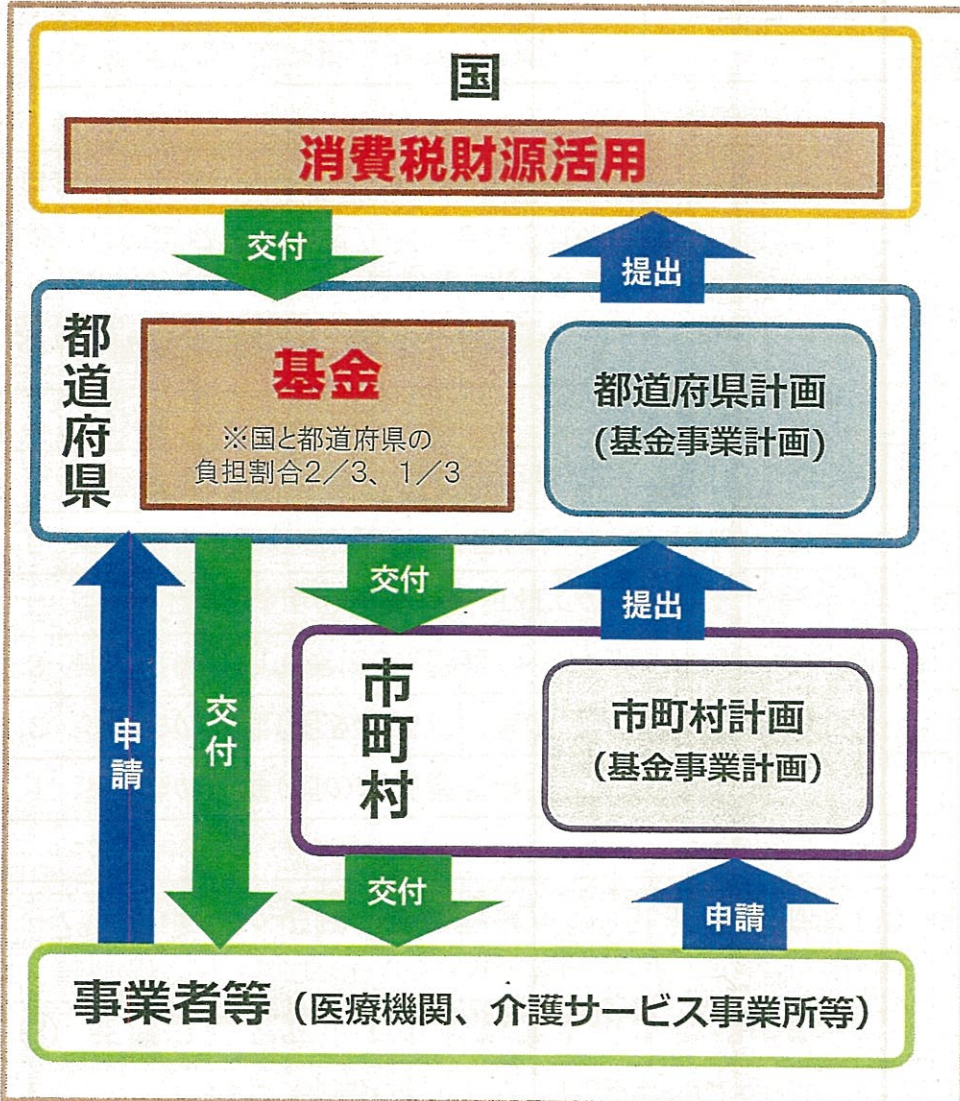 国
消費税財源活用
交付
提出
都道府県
基金
※国と都道府県の
負担割合2／3、1／3
都道府県計画
(基金事業計画)
交付
提出
申請
交付
市町村
市町村計画
(基金事業計画)
交付
申請
事業者等（医療機関、介護サービス事業所等）